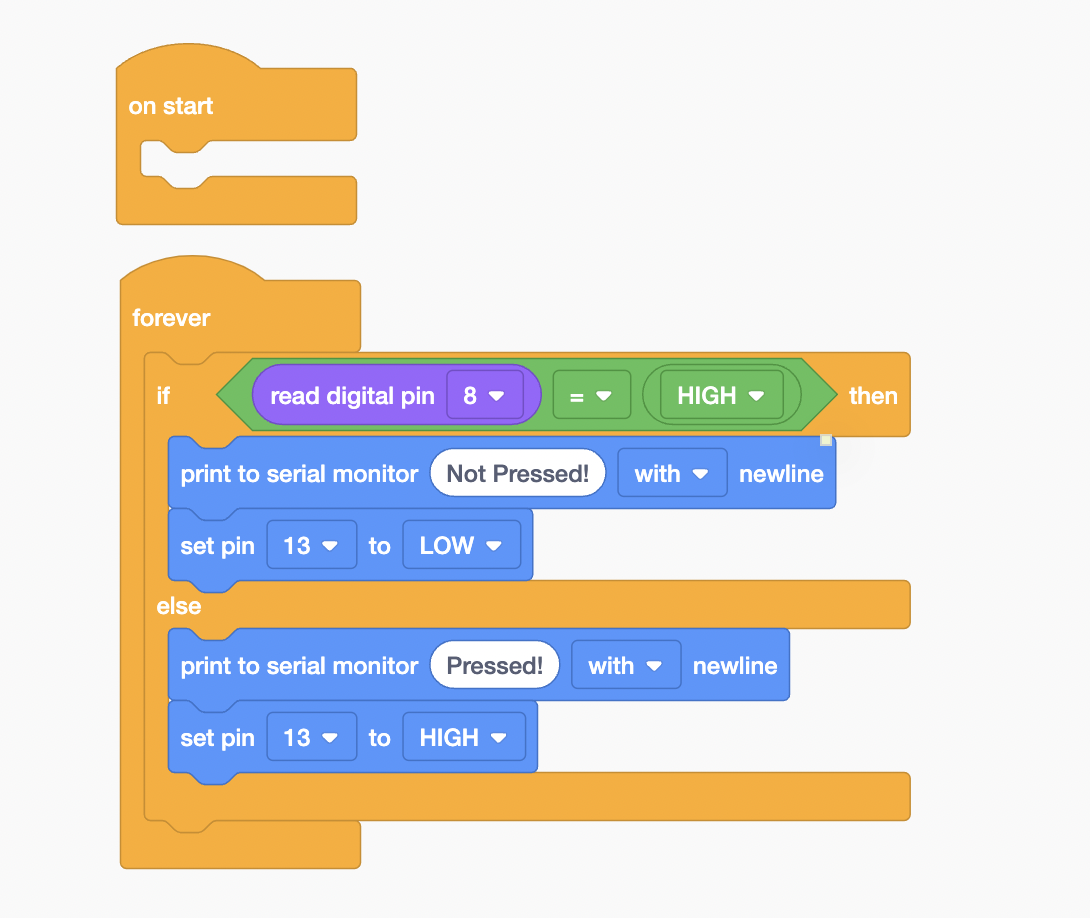 on start
forever
if read digital pin 8 = HIGH then
print to serial monitor Not Pressed! with newline
set pin 13 to LOW
else
print to serial monitor Pressed! with newline
set pin 13 to HIGH